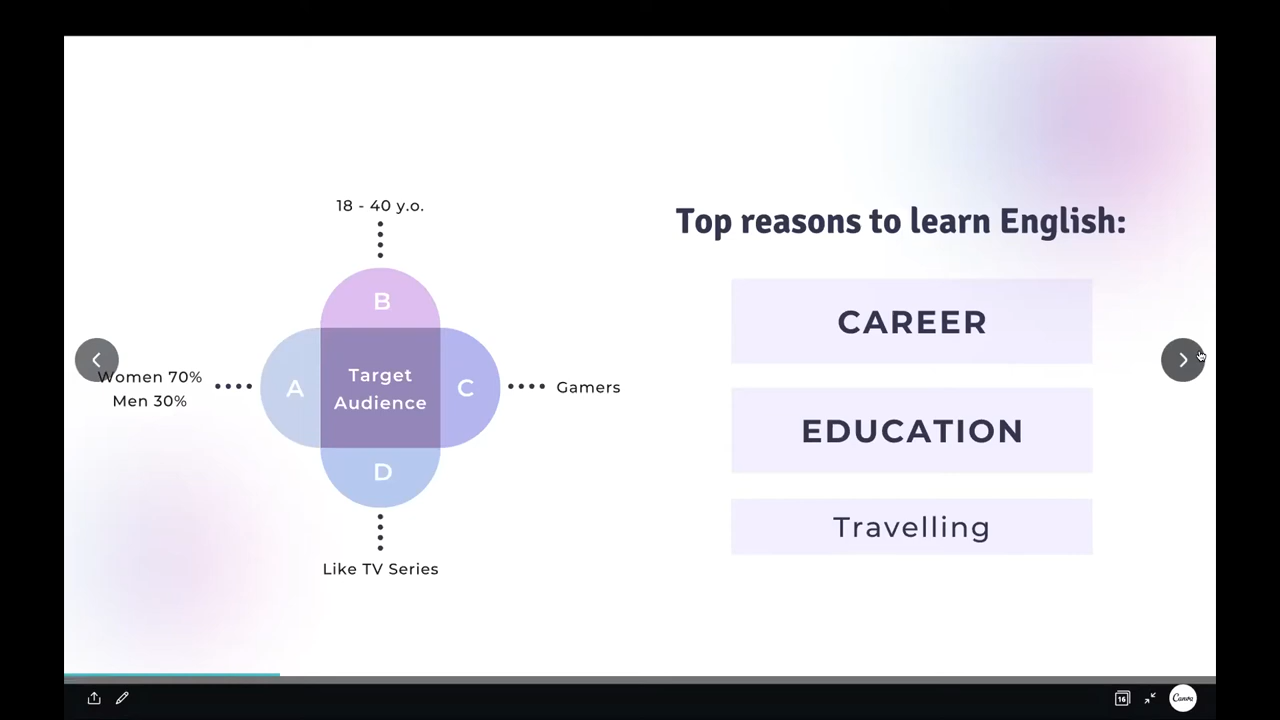 18 - 40 y.o.
B
Women 70%
Men 30%
A
Target
Audience
C
Gamers
D
Like TV Series
Top reasons to learn English:
CAREER
EDUCATION
Travelling
16
Canva